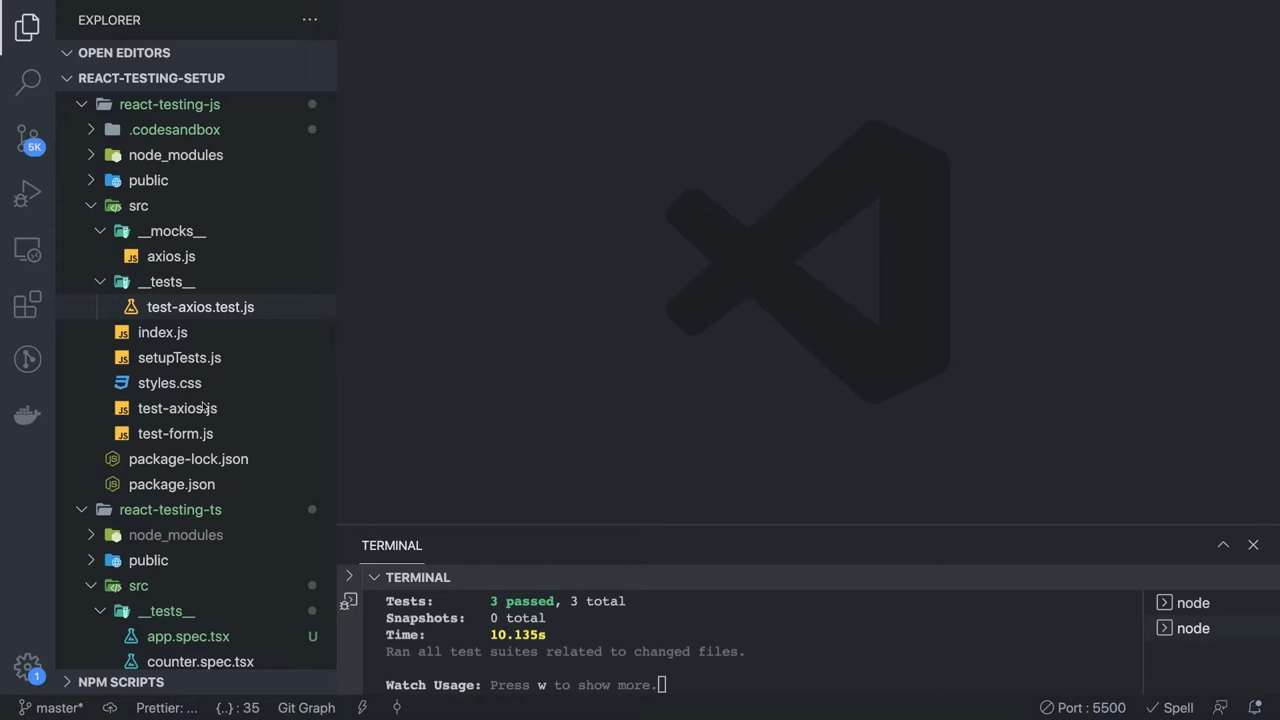 EXPLORER
OPEN EDITORS
REACT-TESTING-SETUP
react-testing-js
.codesandbox
5K
node_modules
public
src
__mocks__
axios.js
__tests__
test-axios.test.js
index.js
setupTests.js
styles.css
test-axios.js
test-form.js
package-lock.json
package.json
react-testing-ts
node_modules
public
src
__tests__
app.spec.tsx U
counter.spec.tsx
NPM SCRIPTS
1
TERMINAL
TERMINAL
Tests: 3 passed, 3 total
Snapshots: 0 total
Time: 10.135s
Ran all test suites related to changed files.
Watch Usage: Press w to show more.
node
node
master* Prettier: ... {..} : 35 Git Graph Port : 5500 Spell